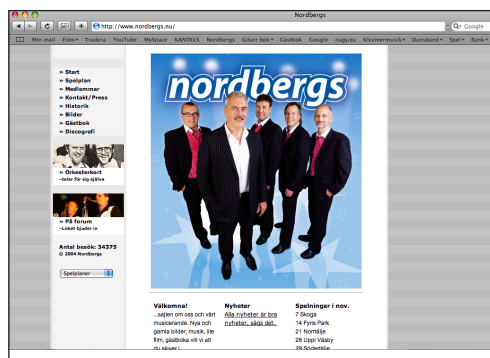 Nordbergs
http://www.nordbergs.nu/
Google
Min mail Foto Tradera YouTube MySpace KANDELS Nordbergs Gitarr bok Gästbok Google nagy.eu Klezmermusik Dansband Spel Bank
» Start
» Spelplan
» Medlemmar
» Kontakt/Press
» Historik
» Bilder
» Gästbok
» Discografi
» Orkesterkort
~talar för sig själva
» På forum
~Loket bjuder in
Antal besök: 34375
© 2004 Nordbergs
Spelplaner
nordbergs
Välkomna!
...sajten om oss och vårt
musicerande. Nya och
gamla bilder, musik, lite
film, gästboka vill vi att
du skiver i
Nyheter
Alla nyheter är bra
nyheter, sägs det.
Spelningar i nov.
7 Skoga
14 Fyris Park
21 Norrtälje
28 Uppl Väsby
29 Södertälje